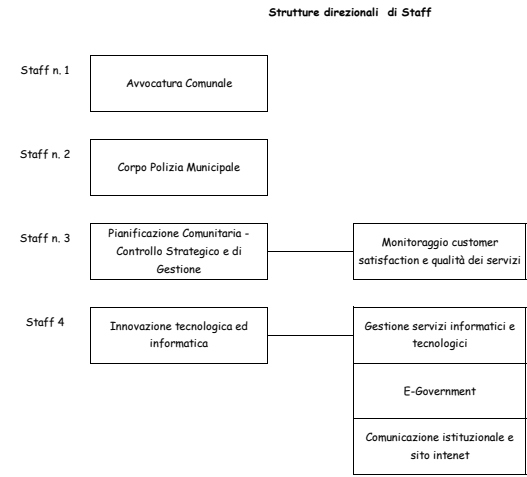 Strutture direzionali di Staff
Staff n. 1
Avvocatura Comunale
Staff n. 2
Corpo Polizia Municipale
Staff n. 3
Pianificazione Comunitaria -
Controllo Strategico e di
Gestione
Monitoraggio customer
satisfaction e qualità dei servizi
Staff 4
Innovazione tecnologica ed
informatica
Gestione servizi informatici e
tecnologici
E-Government
Comunicazione istituzionale e
sito intenet